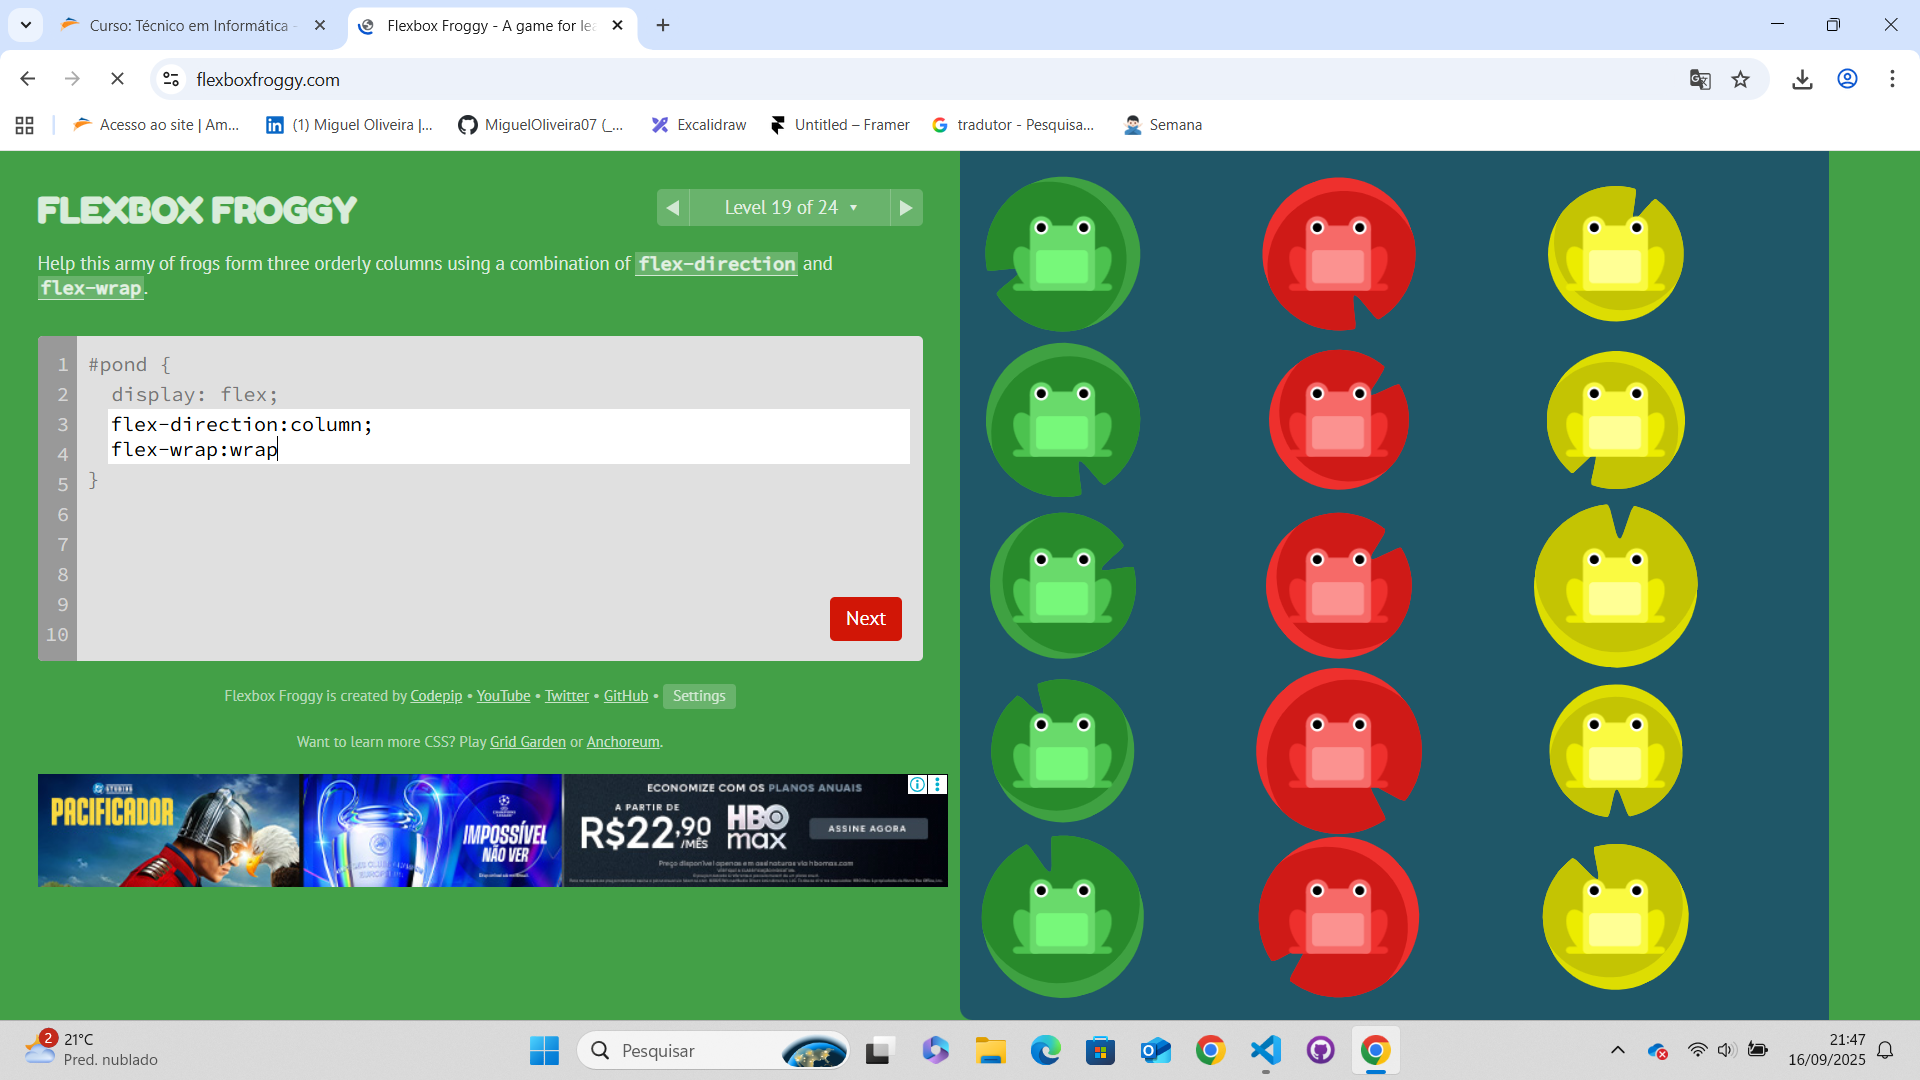 Curso: Técnico em Informática -
Flexbox Froggy - A game for lea
flexboxfroggy.com
Acesso ao site | Am...
(1) Miguel Oliveira |...
MiguelOliveira07 (_...
Excalidraw
Untitled – Framer
tradutor - Pesquisa...
Semana
FLEXBOX FROGGY
Level 19 of 24
Help this army of frogs form three orderly columns using a combination of flex-direction and
flex-wrap.
1 #pond {
2 display: flex;
3 flex-direction:column;
4 flex-wrap:wrap
5 }
6
7
8
9
10
Next
Flexbox Froggy is created by Codepip • YouTube • Twitter • GitHub • Settings
Want to learn more CSS? Play Grid Garden or Anchoreum.
STUDIOS
PACIFICADOR
IMPOSSÍVEL
NÃO VER
ECONOMIZE COM OS PLANOS ANUAIS
A PARTIR DE
R$22,90
/MÊS
HBO
max
ASSINE AGORA
2
21°C
Pred. nublado
Pesquisar
21:47
16/09/2025